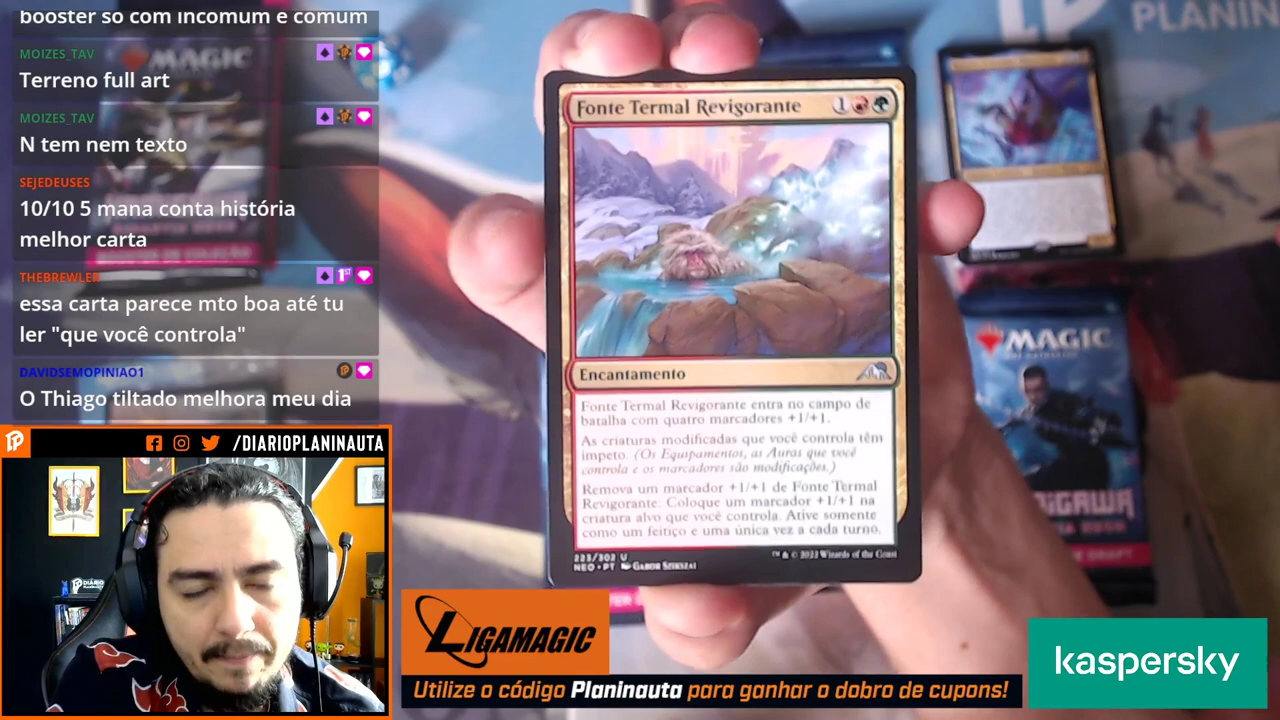 booster so com incomum e comum
MOIZES_TAV
Terreno full art
MOIZES_TAV
N tem nem texto
SEJEDEUSES
10/10 5 mana conta história
melhor carta
THEBREWLER
1ST
essa carta parece mto boa até tu
ler "que você controla"
DAVIDSEMOPINIAO1
O Thiago tiltado melhora meu dia
/DIARIOPLANINAUTA
MAGIC
PLANIN
Fonte Termal Revigorante
1
Encantamento
Fonte Termal Revigorante entra no campo de
batalha com quatro marcadores +1/+1.
As criaturas modificadas que você controla têm
ímpeto. (Os Equipamentos, as Auras que você
controla e os marcadores são modificações.)
Remova um marcador +1/+1 de Fonte Termal
Revigorante: Coloque um marcador +1/+1 na
criatura alvo que você controla. Ative somente
como um feitiço e uma única vez a cada turno.
223/302 U
NEO • PT GABOR SZIKSZAI
™ & © 2022 Wizards of the Coast
MAGIC
DRAFT
LIGAMAGIC
Utilize o código Planinauta para ganhar o dobro de cupons!
kaspersky